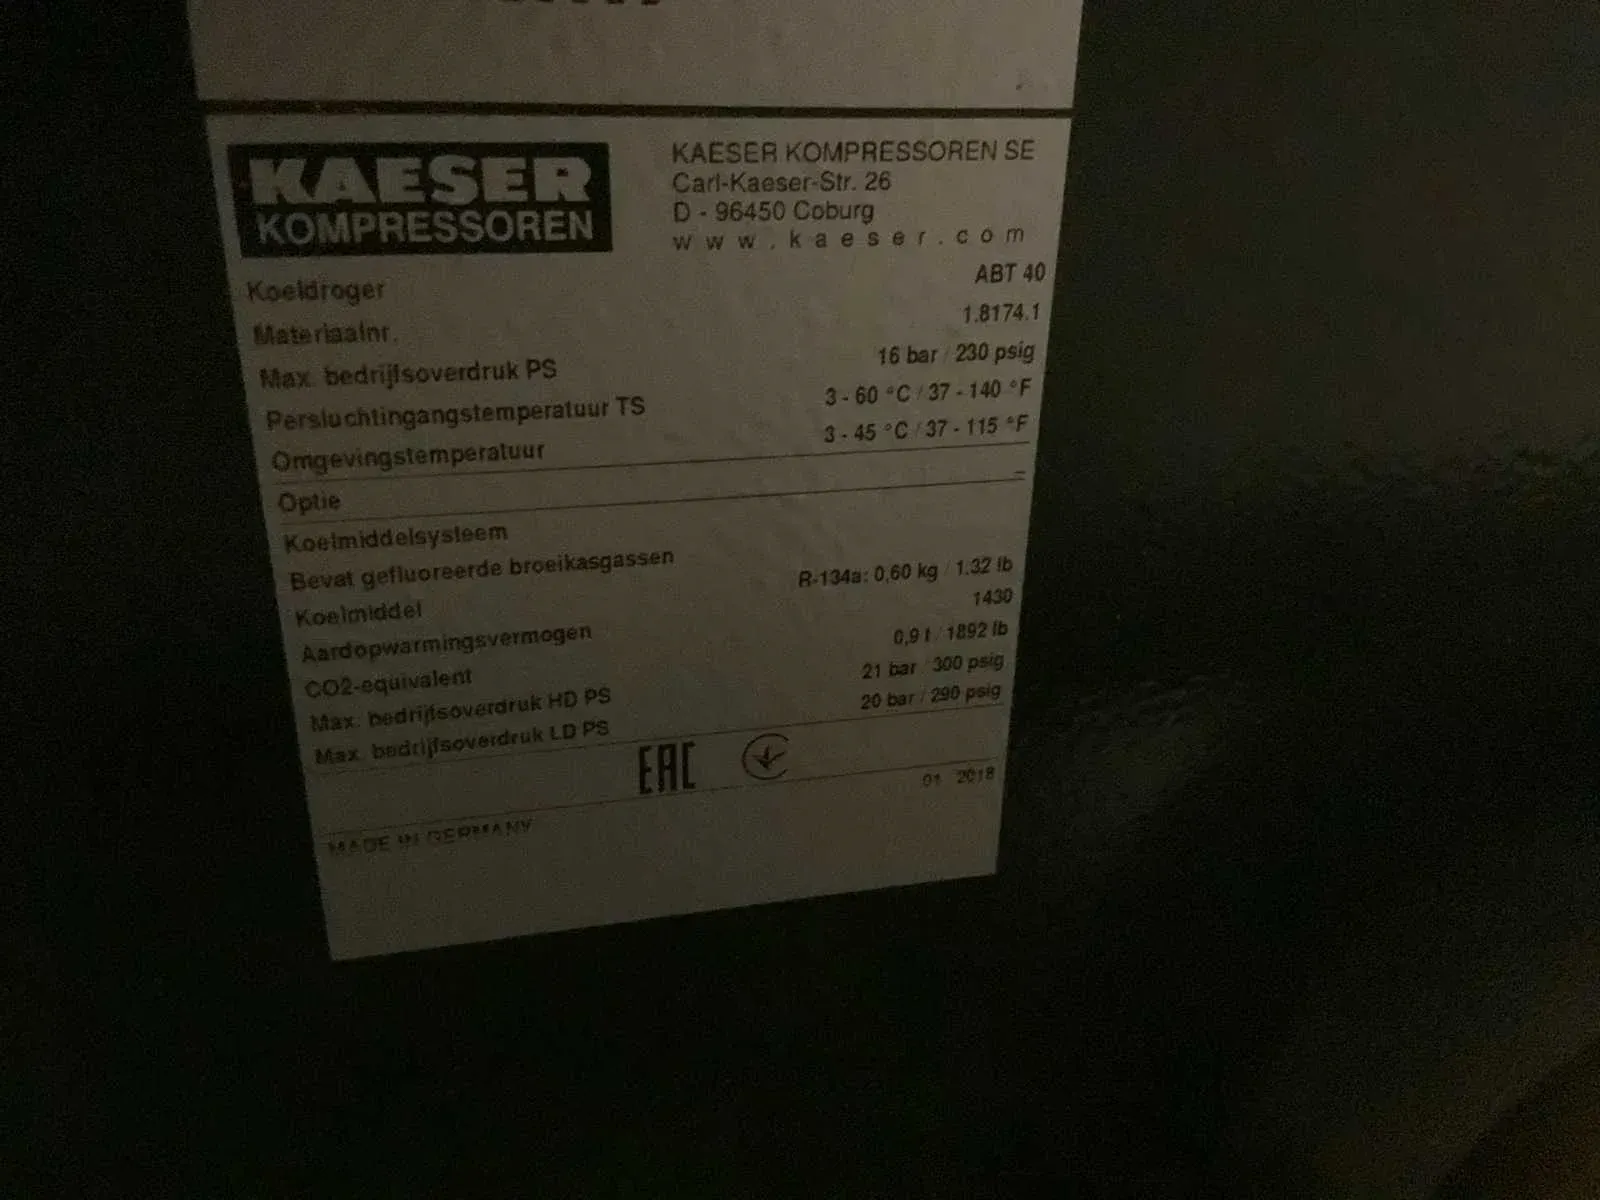 KAESER
KOMPRESSOREN
KAESER KOMPRESSOREN SE
Carl-Kaeser-Str. 26
D - 96450 Coburg
www.kaeser.com
Koeldroger ABT 40
Materiaalnr. 1.8174.1
Max. bedrijfsoverdruk PS 16 bar / 230 psig
Persluchtingangstemperatuur TS 3 - 60 °C / 37 - 140 °F
Omgevingstemperatuur 3 - 45 °C / 37 - 115 °F
Optie –
Koelmiddelsysteem
Bevat gefluoreerde broeikasgassen
Koelmiddel R-134a: 0,60 kg / 1.32 lb
Aardopwarmingsvermogen 1430
CO2-equivalent 0,9 t / 1892 lb
Max. bedrijfsoverdruk HD PS 21 bar / 300 psig
Max. bedrijfsoverdruk LD PS 20 bar / 290 psig
EAC
01 2018
MADE IN GERMANY